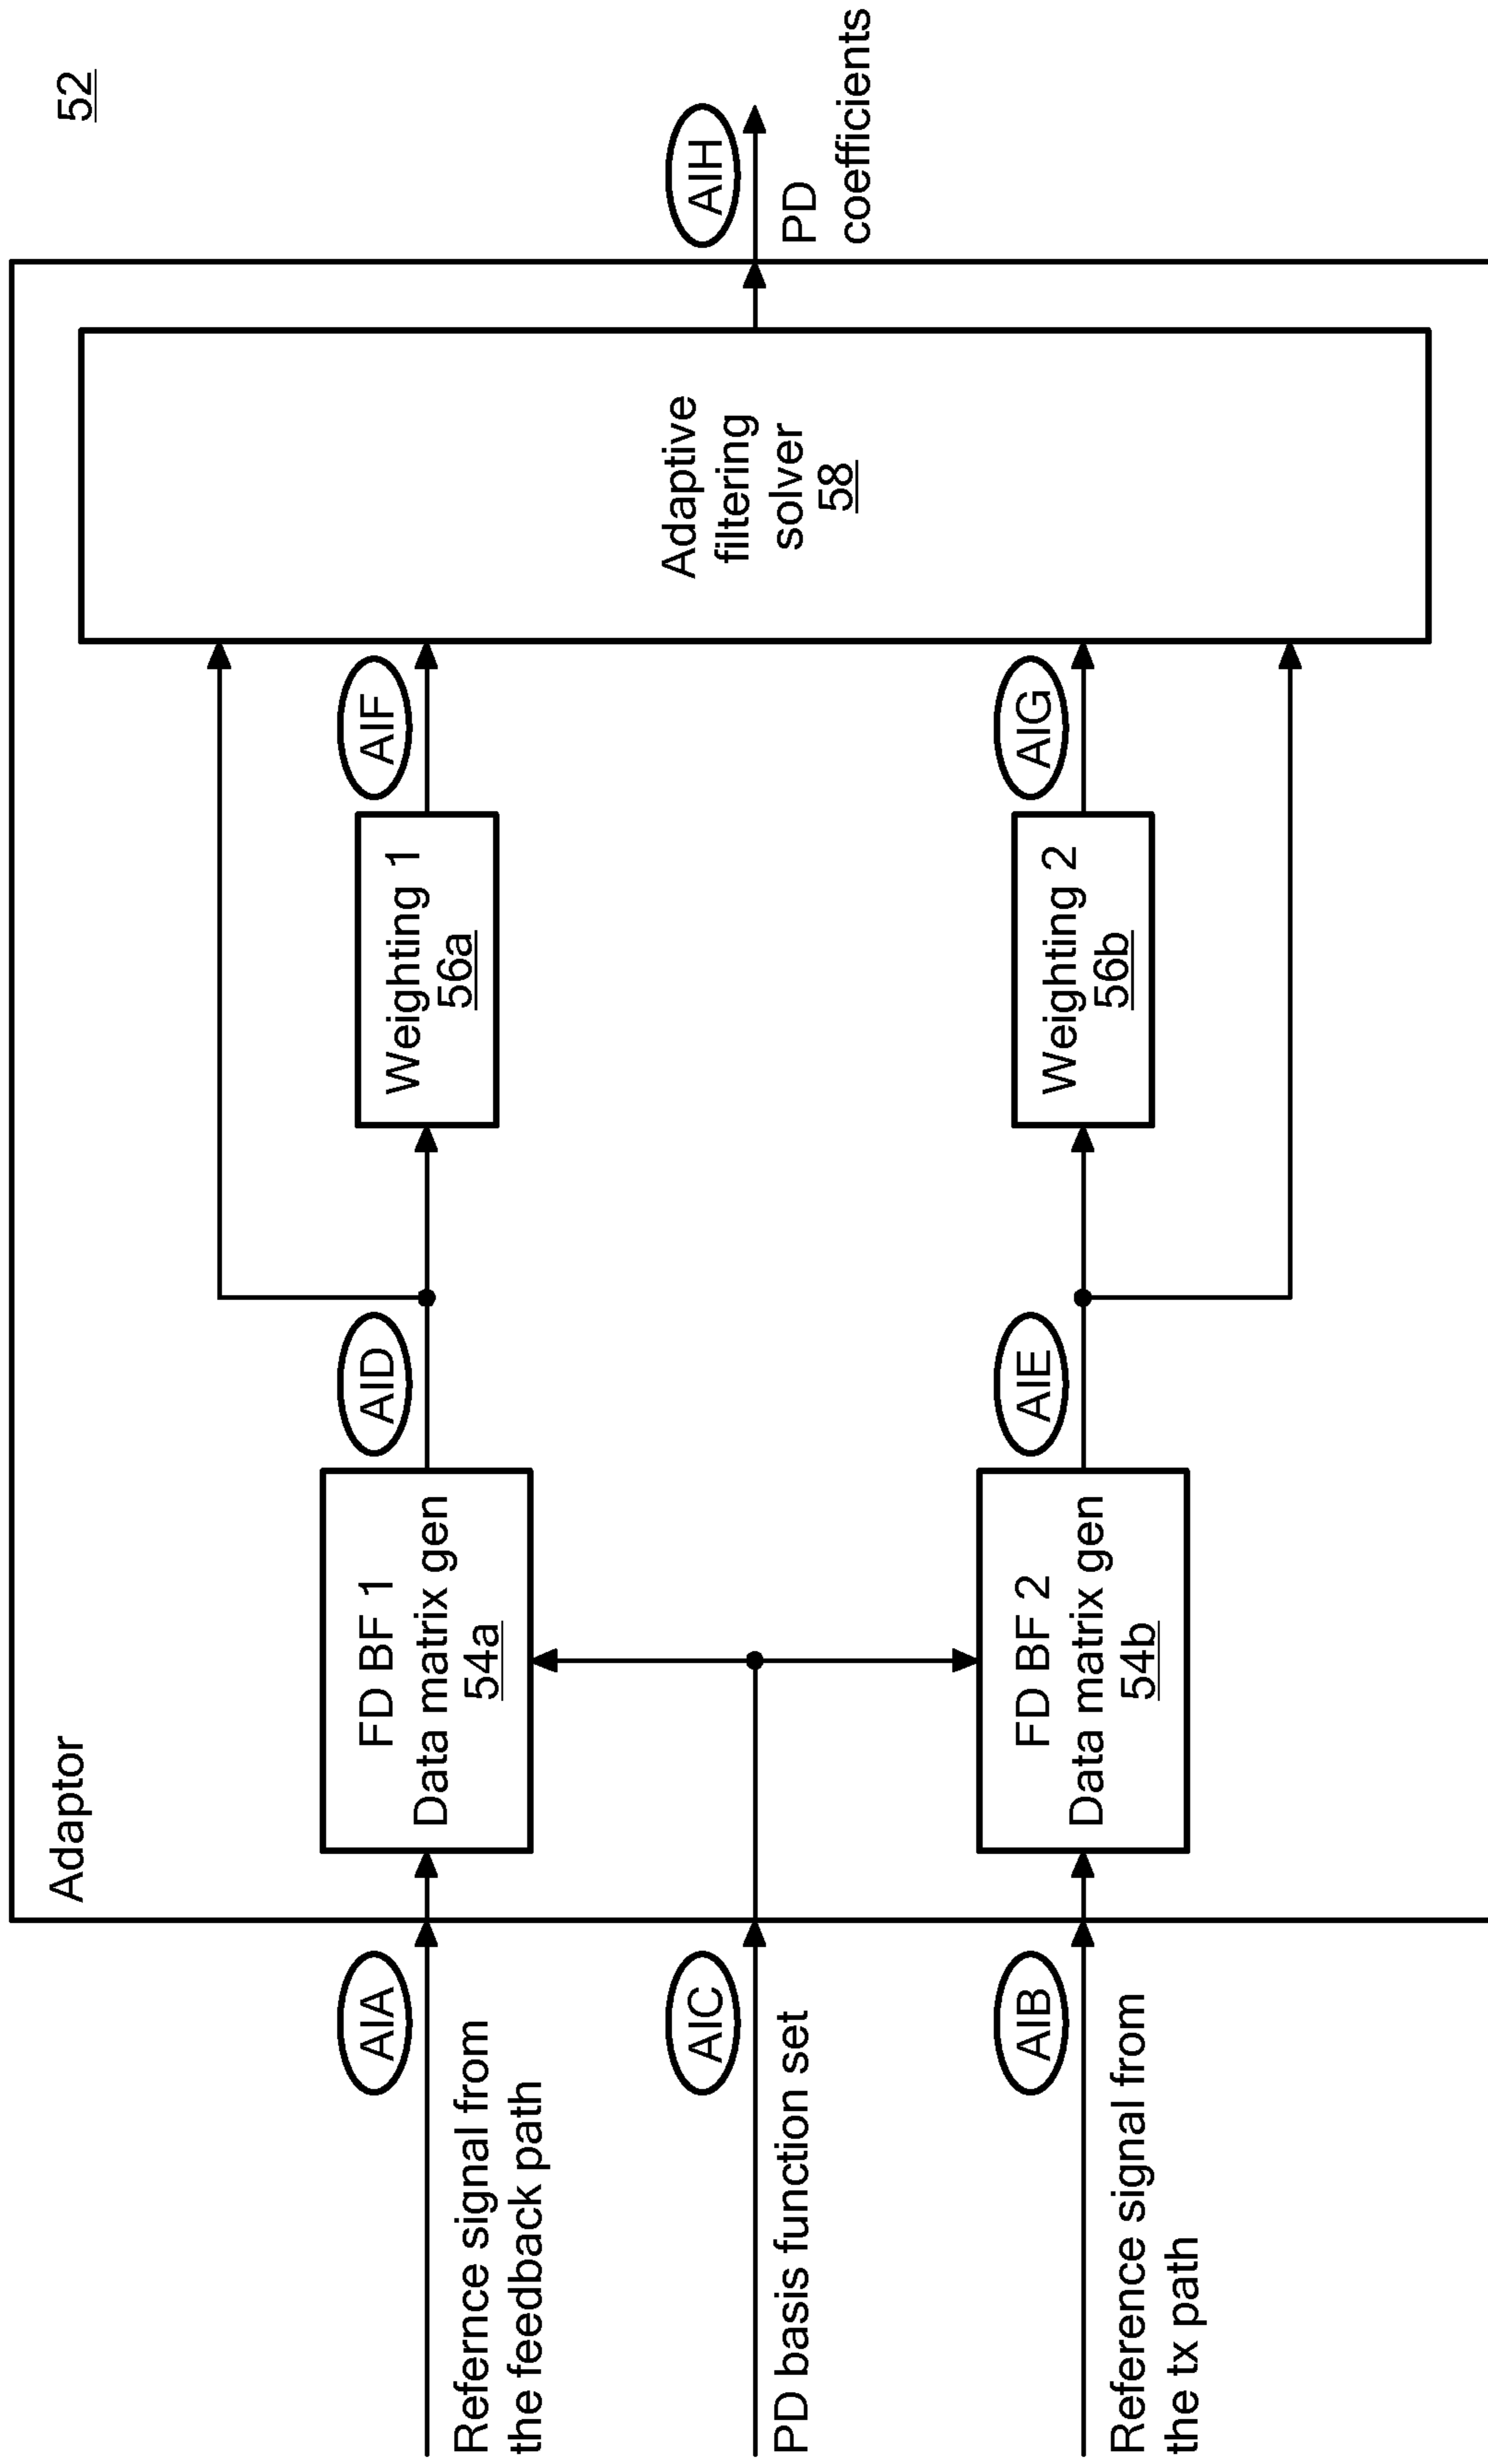 52
Adaptor
AIA
Refernce signal from
the feedback path
AIC
PD basis function set
AIB
Reference signal from
the tx path
FD BF 1
Data matrix gen
54a
FD BF 2
Data matrix gen
54b
AID
AIE
Weighting 1
56a
Weighting 2
56b
AIF
AIG
Adaptive
filtering
solver
58
AIH
PD
coefficients